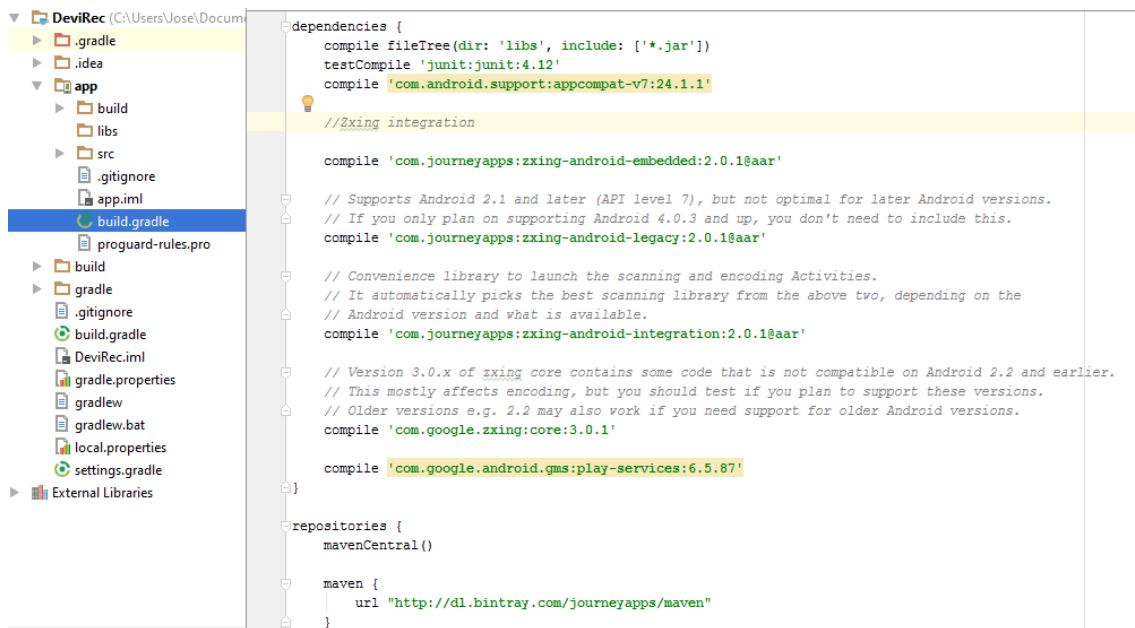 DeviRec (C:\Users\Jose\Docume
.gradle
.idea
app
build
libs
src
.gitignore
app.iml
build.gradle
proguard-rules.pro
build
gradle
.gitignore
build.gradle
DeviRec.iml
gradle.properties
gradlew
gradlew.bat
local.properties
settings.gradle
External Libraries
dependencies {
compile fileTree(dir: 'libs', include: ['*.jar'])
testCompile 'junit:junit:4.12'
compile 'com.android.support:appcompat-v7:24.1.1'
//Zxing integration
compile 'com.journeyapps:zxing-android-embedded:2.0.1@aar'
// Supports Android 2.1 and later (API level 7), but not optimal for later Android versions.
// If you only plan on supporting Android 4.0.3 and up, you don't need to include this.
compile 'com.journeyapps:zxing-android-legacy:2.0.1@aar'
// Convenience library to launch the scanning and encoding Activities.
// It automatically picks the best scanning library from the above two, depending on the
// Android version and what is available.
compile 'com.journeyapps:zxing-android-integration:2.0.1@aar'
// Version 3.0.x of zxing core contains some code that is not compatible on Android 2.2 and earlier.
// This mostly affects encoding, but you should test if you plan to support these versions.
// Older versions e.g. 2.2 may also work if you need support for older Android versions.
compile 'com.google.zxing:core:3.0.1'
compile 'com.google.android.gms:play-services:6.5.87'
}
repositories {
mavenCentral()
maven {
url "http://dl.bintray.com/journeyapps/maven"
}